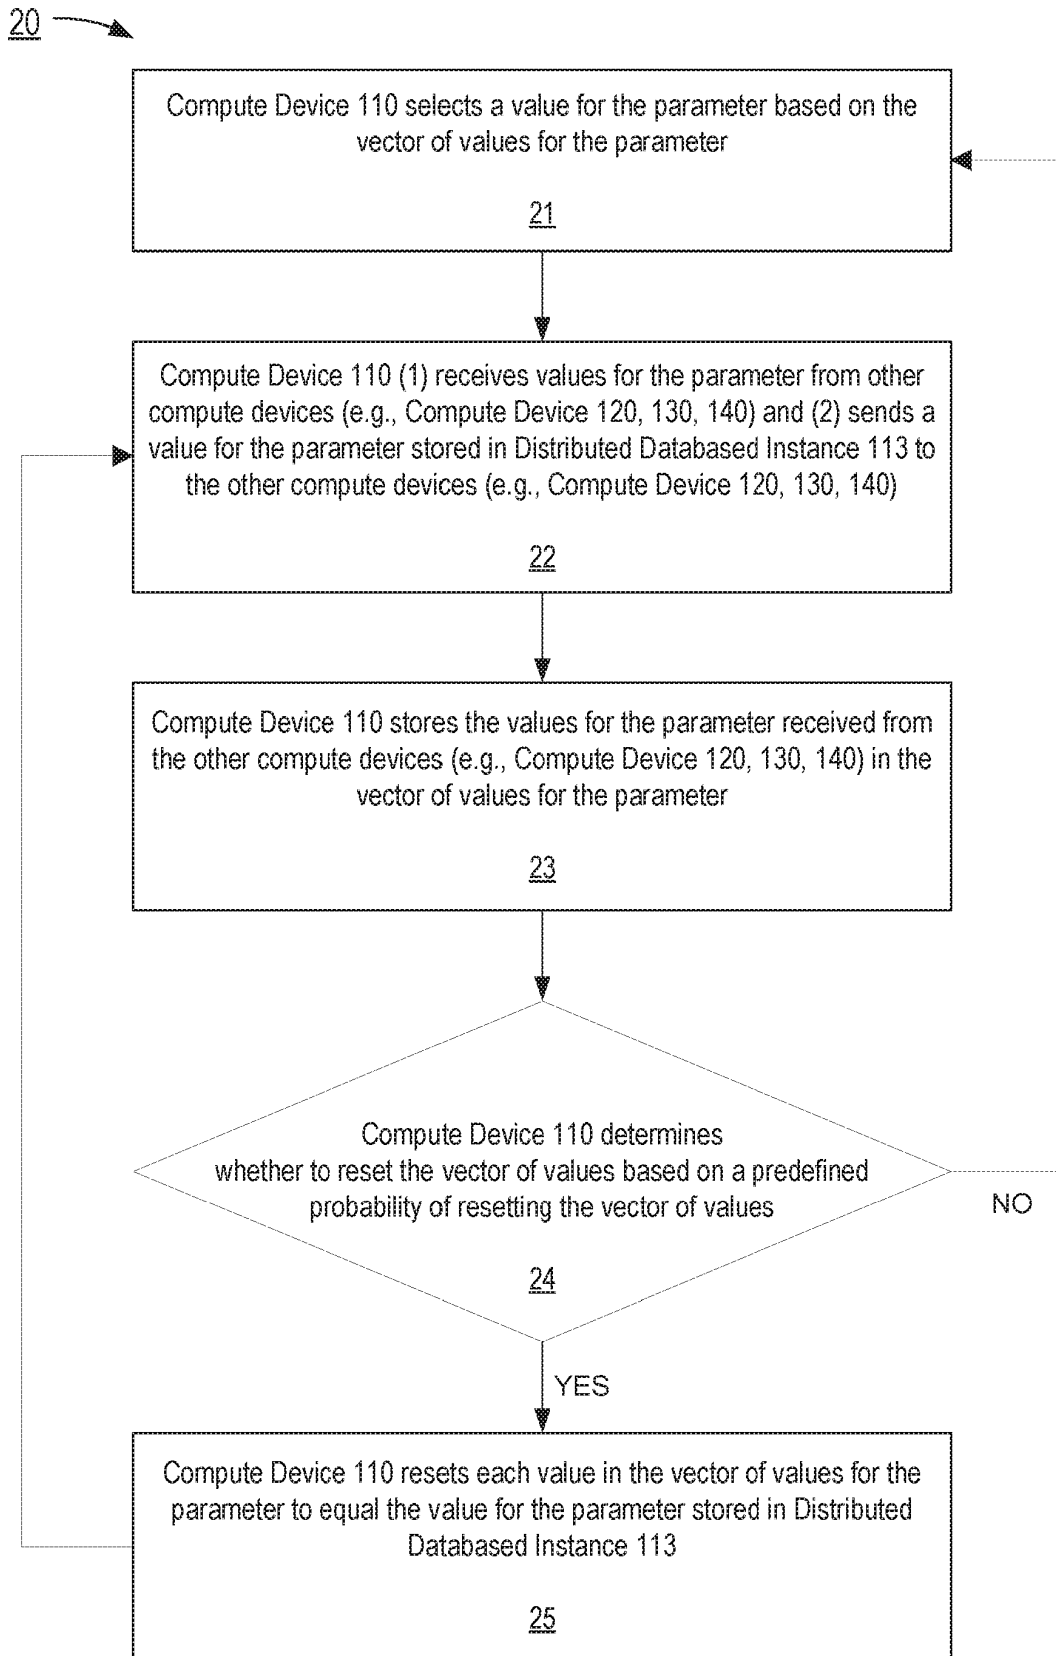 20
Compute Device 110 selects a value for the parameter based on the
vector of values for the parameter
21
Compute Device 110 (1) receives values for the parameter from other
compute devices (e.g., Compute Device 120, 130, 140) and (2) sends a
value for the parameter stored in Distributed Databased Instance 113 to
the other compute devices (e.g., Compute Device 120, 130, 140)
22
Compute Device 110 stores the values for the parameter received from
the other compute devices (e.g., Compute Device 120, 130, 140) in the
vector of values for the parameter
23
Compute Device 110 determines
whether to reset the vector of values based on a predefined
probability of resetting the vector of values
24
NO
YES
Compute Device 110 resets each value in the vector of values for the
parameter to equal the value for the parameter stored in Distributed
Databased Instance 113
25